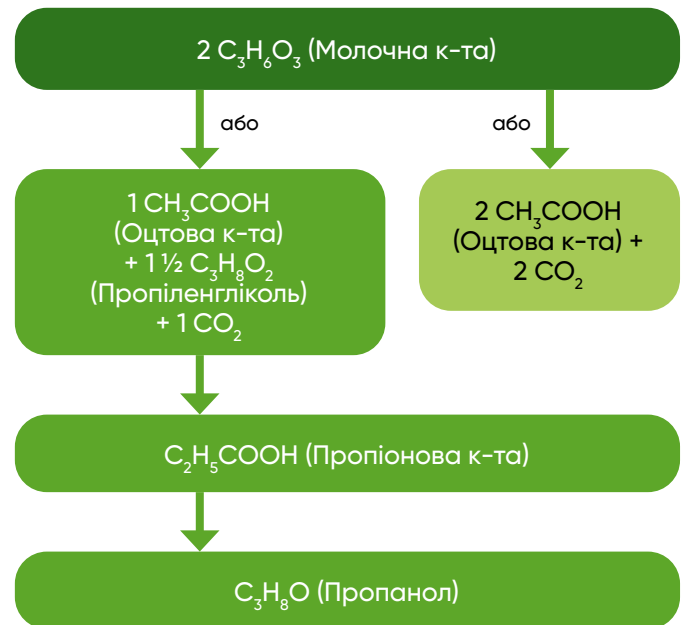 2 C₃H₆O₃ (Молочна к-та)
або
або
1 CH₃COOH
(Оцтова к-та)
+ 1 ½ C₃H₈O₂
(Пропіленгліколь)
+ 1 CO₂
2 CH₃COOH
(Оцтова к-та) +
2 CO₂
C₂H₅COOH (Пропіонова к-та)
C₃H₈O (Пропанол)